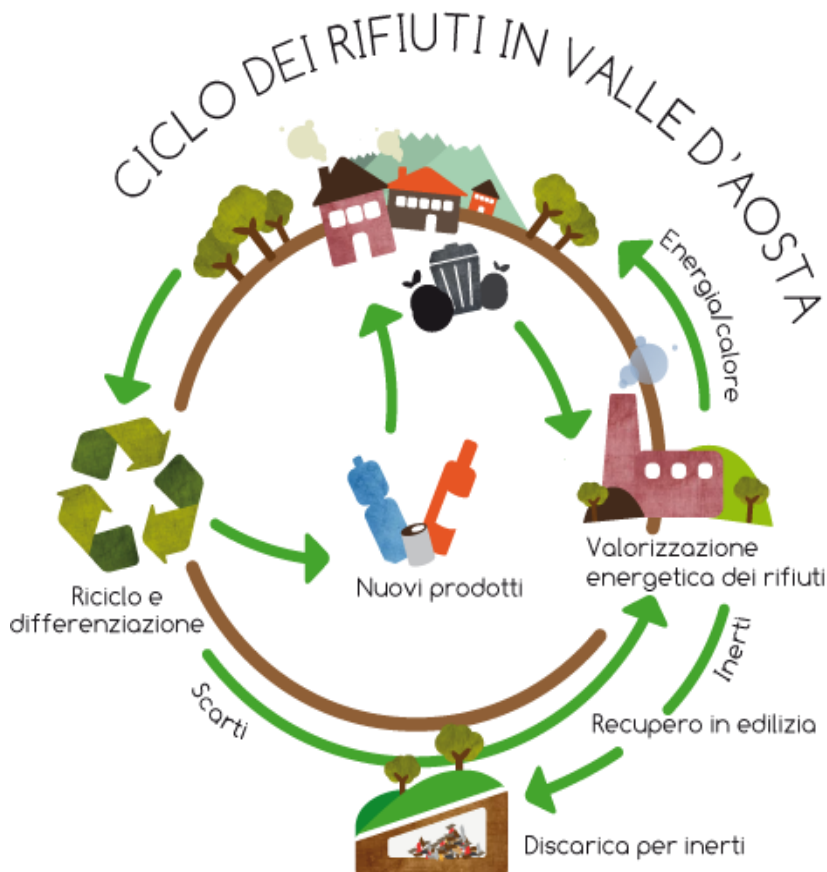 CICLO DEI RIFIUTI IN VALLE D'AOSTA
Energia/calore
Valorizzazione
energetica dei rifiuti
Nuovi prodotti
Riciclo e
differenziazione
Scarti
Inerti
Recupero in edilizia
Discarica per inerti